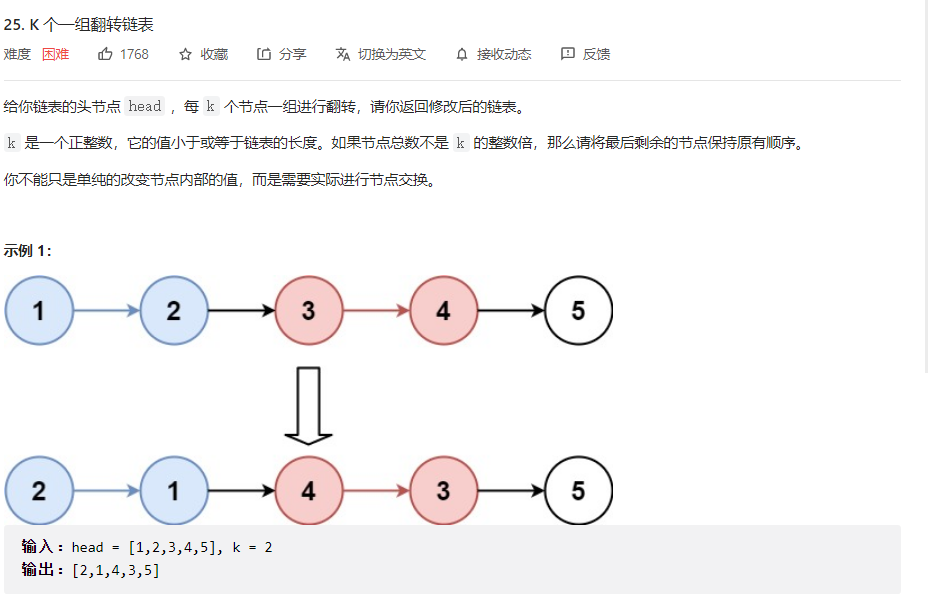 25. K 个一组翻转链表
难度 困难 1768 收藏 分享 切换为英文 接收动态 反馈
给你链表的头节点 head ，每 k 个节点一组进行翻转，请你返回修改后的链表。
k 是一个正整数，它的值小于或等于链表的长度。如果节点总数不是 k 的整数倍，那么请将最后剩余的节点保持原有顺序。
你不能只是单纯的改变节点内部的值，而是需要实际进行节点交换。
示例 1：
1 2 3 4 5
2 1 4 3 5
输入：head = [1,2,3,4,5], k = 2
输出：[2,1,4,3,5]